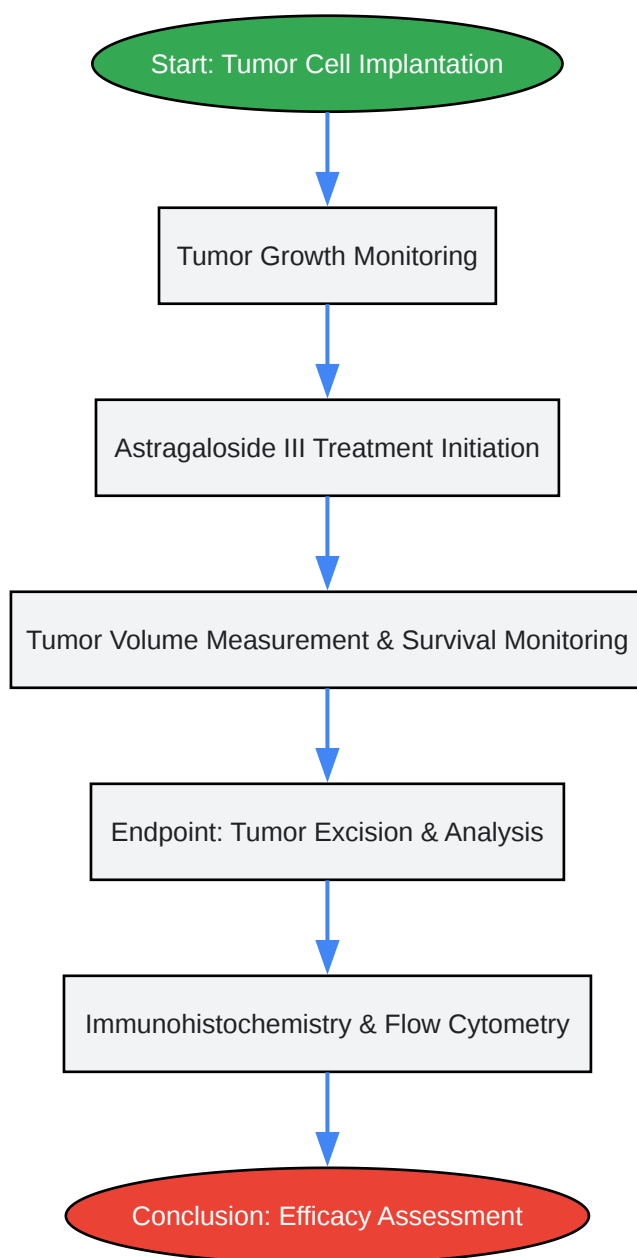 Start: Tumor Cell Implantation
Tumor Growth Monitoring
Astragaloside III Treatment Initiation
Tumor Volume Measurement & Survival Monitoring
Endpoint: Tumor Excision & Analysis
Immunohistochemistry & Flow Cytometry
Conclusion: Efficacy Assessment